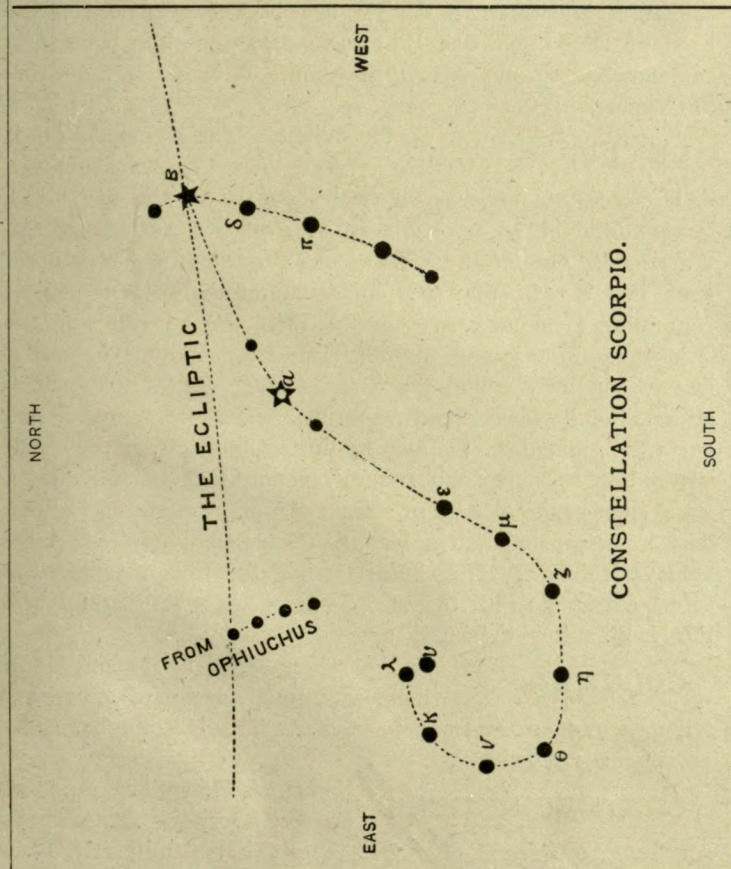 NORTH
FROM
OPHIUCHUS
THE ECLIPTIC
B
δ
π
α
EAST
WEST
λ
υ
κ
ε
ν
μ
ζ
θ
η
CONSTELLATION SCORPIO.
SOUTH